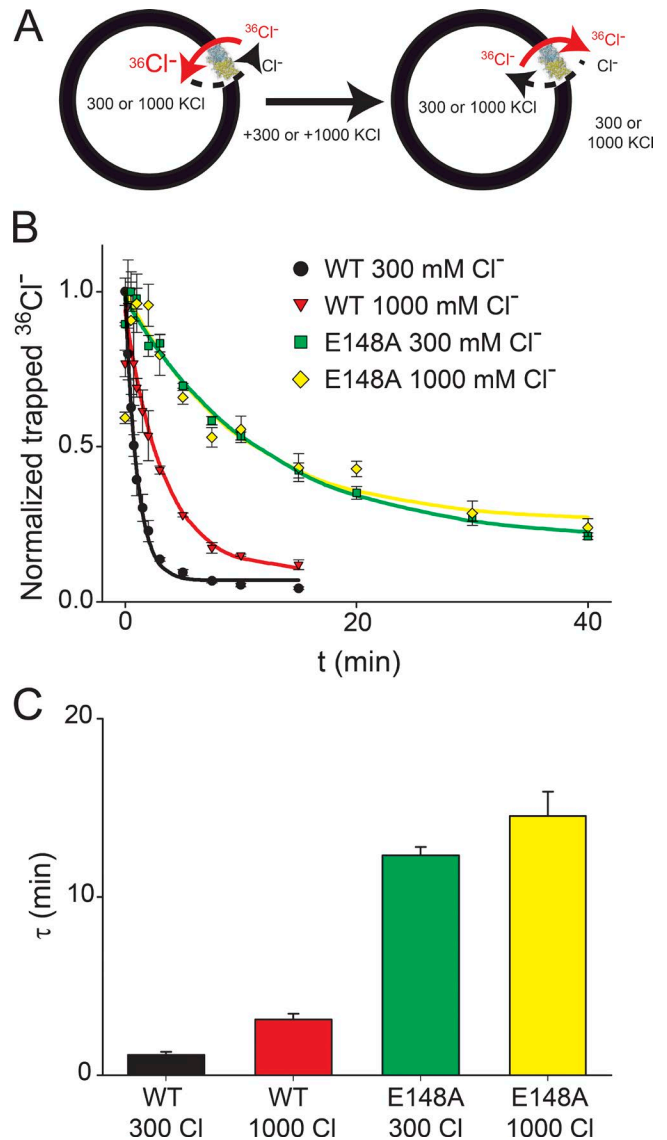 A
³⁶Cl⁻
³⁶Cl⁻
Cl⁻
300 or 1000 KCl
+300 or +1000 KCl
³⁶Cl⁻
³⁶Cl⁻
Cl⁻
300 or 1000 KCl
300 or
1000 KCl
B
Normalized trapped ³⁶Cl⁻
1.0
0.5
0.0
WT 300 mM Cl⁻
WT 1000 mM Cl⁻
E148A 300 mM Cl⁻
E148A 1000 mM Cl⁻
0
20
40
t (min)
C
τ (min)
20
10
0
WT
300 Cl
WT
1000 Cl
E148A
300 Cl
E148A
1000 Cl